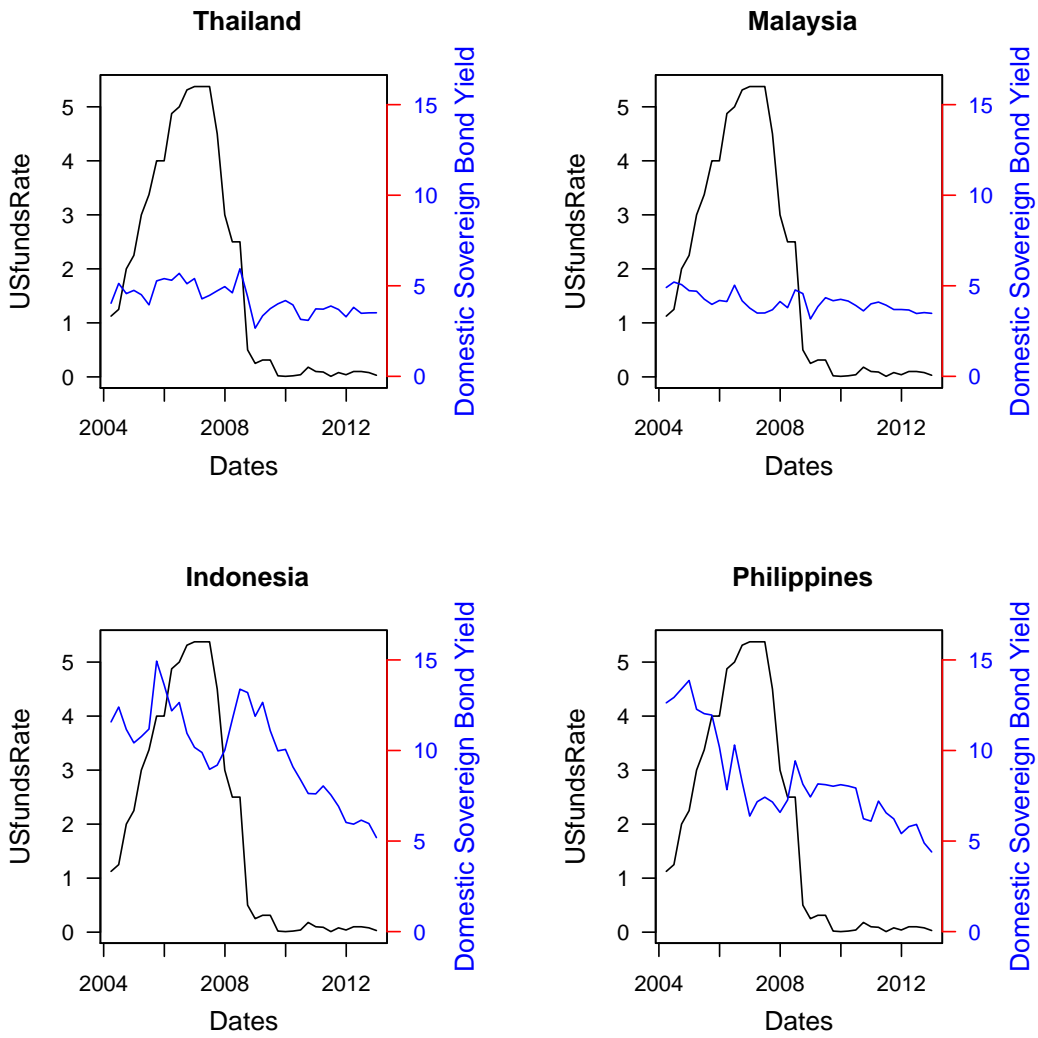 Thailand
USfundsRate
5
4
3
2
1
0
15
10
5
0
Domestic Sovereign Bond Yield
2004 2008 2012
Dates
Malaysia
USfundsRate
5
4
3
2
1
0
15
10
5
0
Domestic Sovereign Bond Yield
2004 2008 2012
Dates
Indonesia
USfundsRate
5
4
3
2
1
0
15
10
5
0
Domestic Sovereign Bond Yield
2004 2008 2012
Dates
Philippines
USfundsRate
5
4
3
2
1
0
15
10
5
0
Domestic Sovereign Bond Yield
2004 2008 2012
Dates